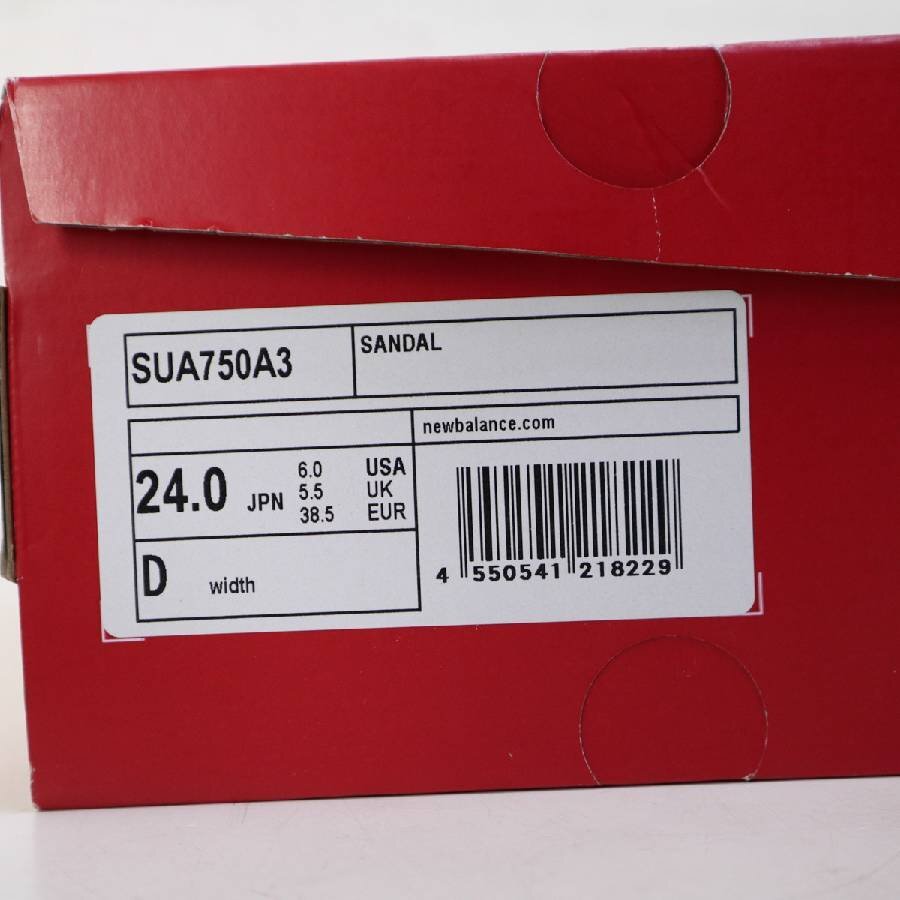 SUA750A3
SANDAL
newbalance.com
24.0 JPN
6.0 USA
5.5 UK
38.5 EUR
D width
4 550541 218229